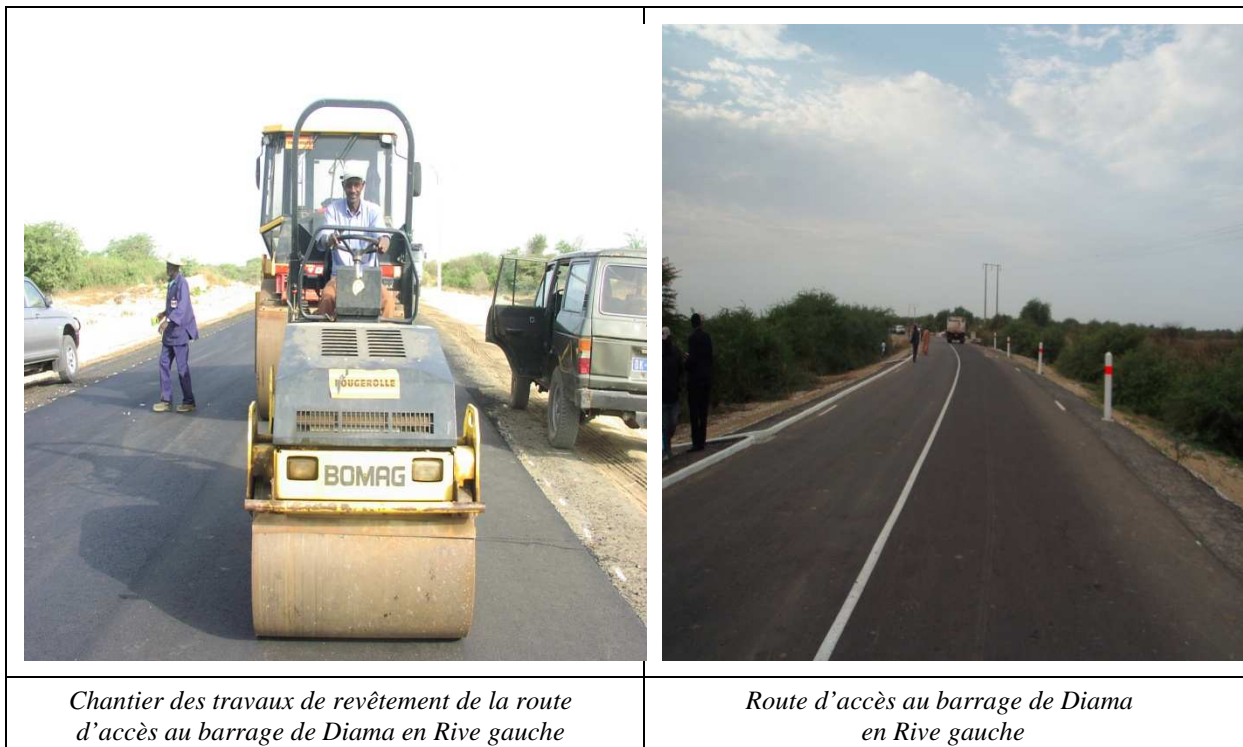 FOUGEROLLE
BOMAG
Chantier des travaux de revêtement de la route
d'accès au barrage de Diama en Rive gauche
Route d'accès au barrage de Diama
en Rive gauche